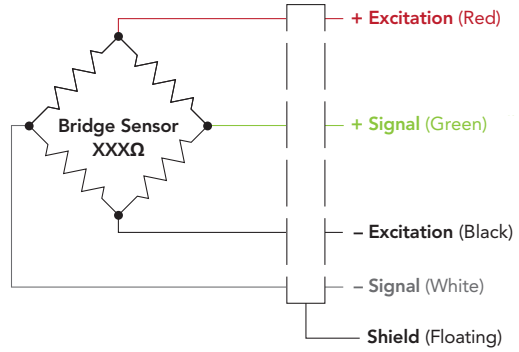 + Excitation (Red)
Bridge Sensor
XXXΩ
+ Signal (Green)
– Excitation (Black)
– Signal (White)
Shield (Floating)